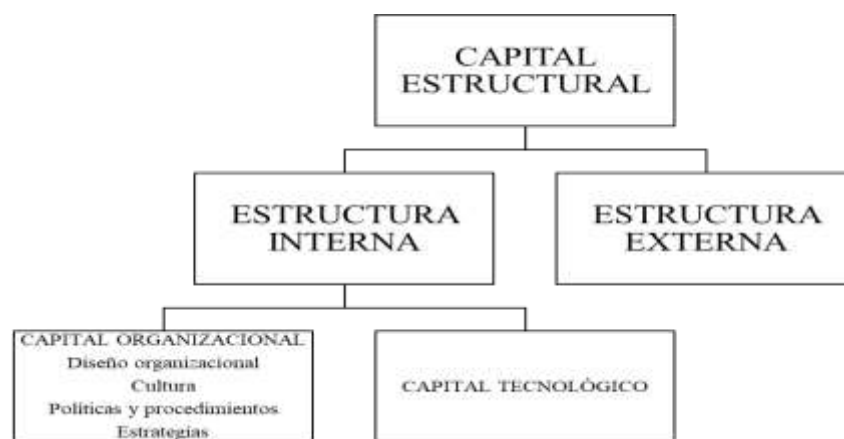 CAPITAL
ESTRUCTURAL
ESTRUCTURA
INTERNA
ESTRUCTURA
EXTERNA
CAPITAL ORGANIZACIONAL
Diseño organizacional
Cultura
Políticas y procedimientos
Estrategias
CAPITAL TECNOLÓGICO